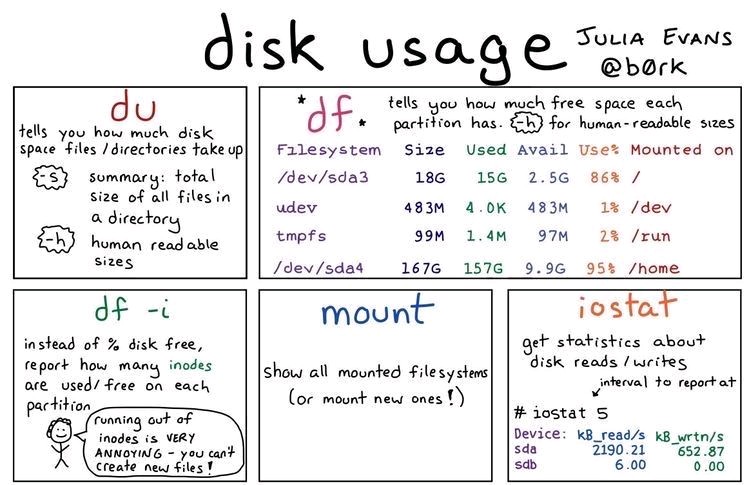 disk usage
JULIA EVANS
@b0rk
du
tells you how much disk
space files/directories take up
-s summary: total
size of all files in
a directory
-h human readable
sizes
*df*
tells you how much free space each
partition has. -h for human-readable sizes
Filesystem Size Used Avail Use% Mounted on
/dev/sda3 18G 15G 2.5G 86% /
udev 483M 4.0K 483M 1% /dev
tmpfs 99M 1.4M 97M 2% /run
/dev/sda4 167G 157G 9.9G 95% /home
df -i
instead of % disk free,
report how many inodes
are used/free on each
partition
running out of
inodes is VERY
ANNOYING - you can't
create new files!
mount
show all mounted filesystems
(or mount new ones!)
iostat
get statistics about
disk reads/writes
interval to report at
# iostat 5
Device: kB_read/s kB_wrtn/s
sda 2190.21 652.87
sdb 6.00 0.00